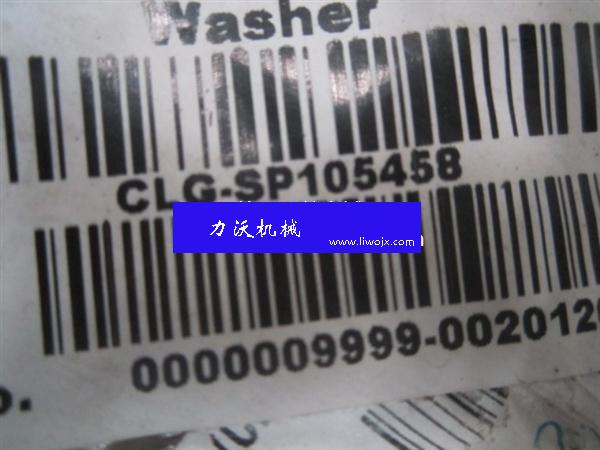 Washer
CLG-SP105458
力沃机械
www.liwojx.com
0000009999-0020120
o.